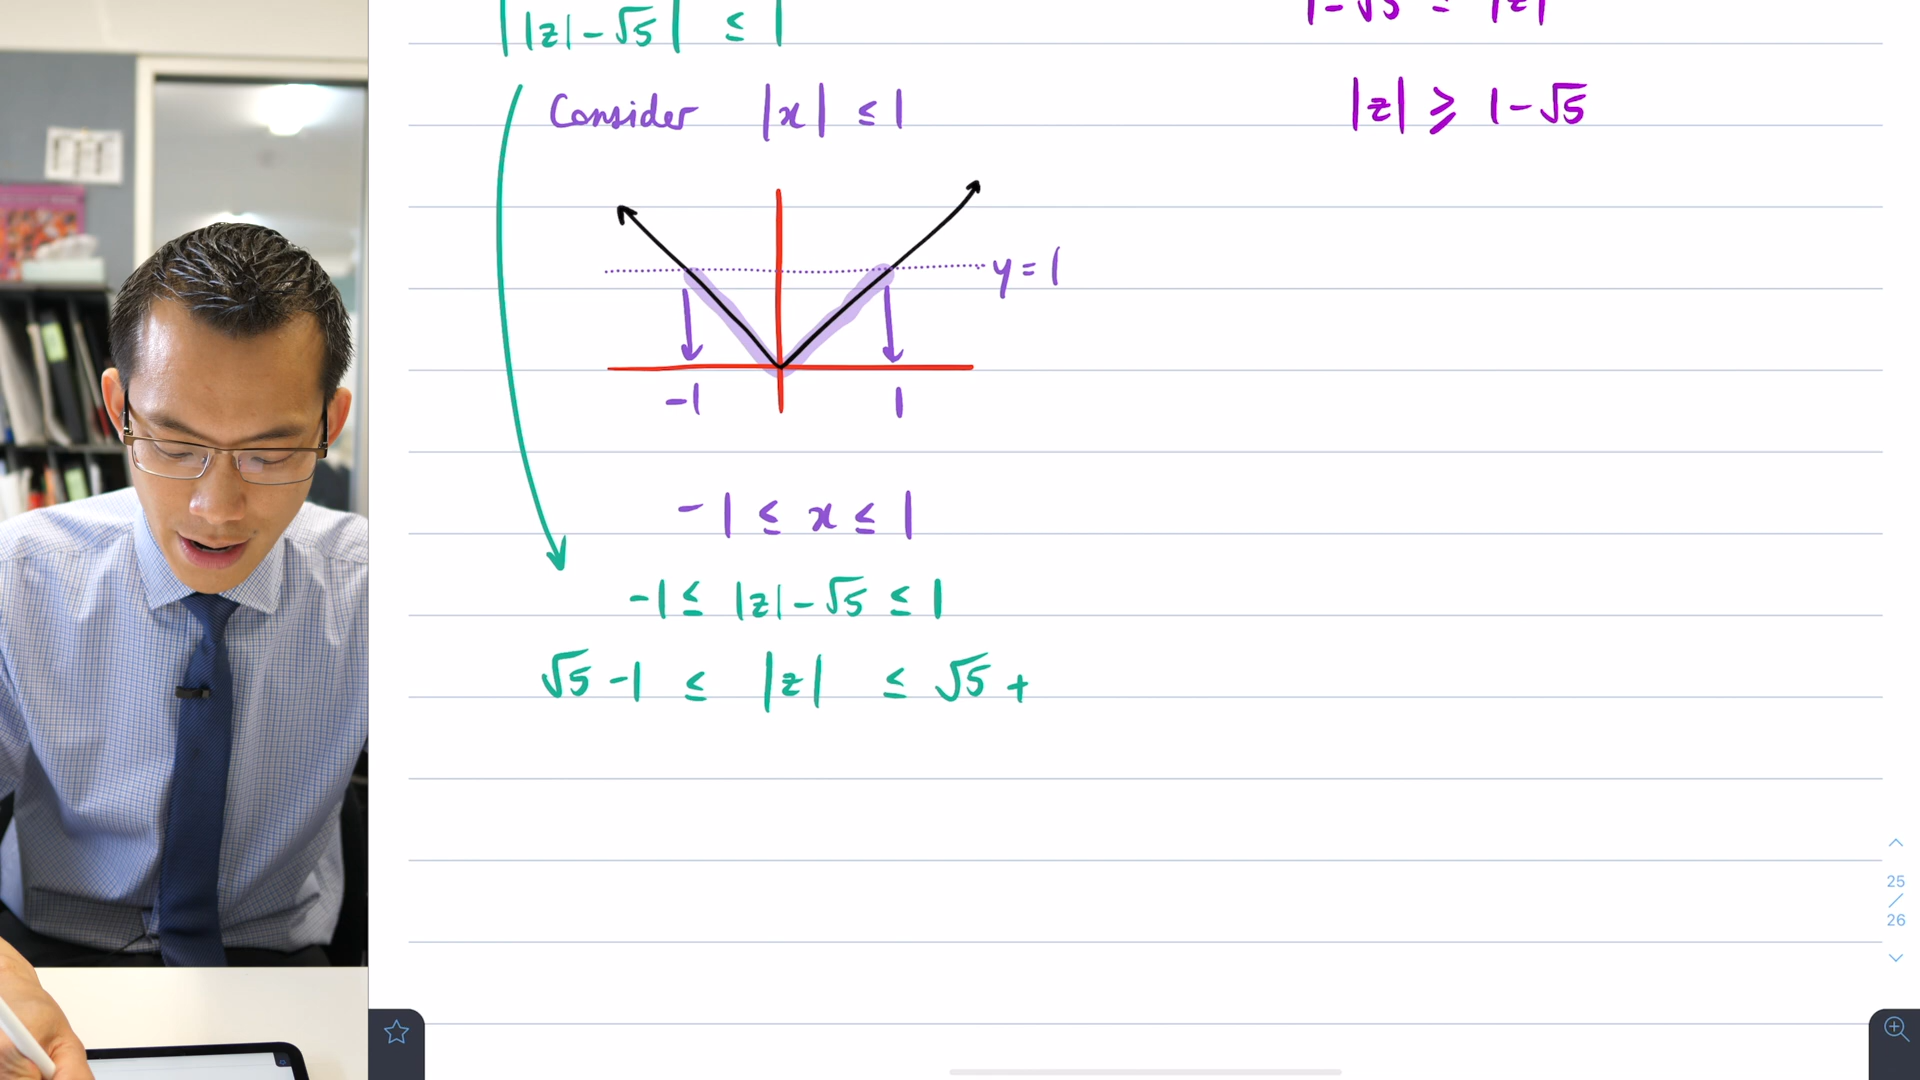 ||z|-√5| ≤ 1
Consider |x| ≤ 1
y = 1
-1
1
-1 ≤ x ≤ 1
-1 ≤ |z|-√5 ≤ 1
√5 -1 ≤ |z| ≤ √5 +
|z| ≥ 1-√5
25
/
26